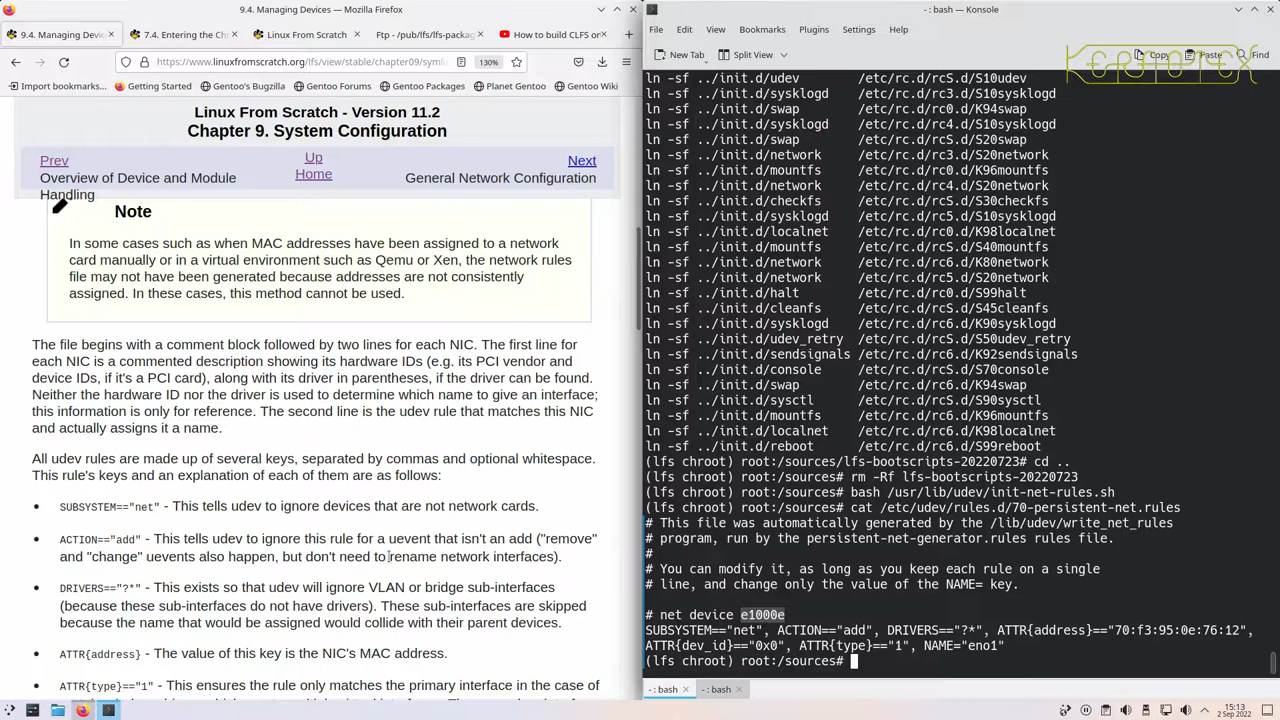 9.4. Managing Devices — Mozilla Firefox
9.4. Managing Devic
7.4. Entering the Ch
Linux From Scratch
Ftp - /pub/lfs/lfs-packag
How to build CLFS on
https://www.linuxfromscratch.org/lfs/view/stable/chapter09/symli
130%
Import bookmarks...
Getting Started
Gentoo's Bugzilla
Gentoo Forums
Gentoo Packages
Planet Gentoo
Gentoo Wiki
Linux From Scratch - Version 11.2
Chapter 9. System Configuration
Prev
Up
Next
Overview of Device and Module Handling
Home
General Network Configuration
Note
In some cases such as when MAC addresses have been assigned to a network
card manually or in a virtual environment such as Qemu or Xen, the network rules
file may not have been generated because addresses are not consistently
assigned. In these cases, this method cannot be used.
The file begins with a comment block followed by two lines for each NIC. The first line for
each NIC is a commented description showing its hardware IDs (e.g. its PCI vendor and
device IDs, if it's a PCI card), along with its driver in parentheses, if the driver can be found.
Neither the hardware ID nor the driver is used to determine which name to give an interface;
this information is only for reference. The second line is the udev rule that matches this NIC
and actually assigns it a name.
All udev rules are made up of several keys, separated by commas and optional whitespace.
This rule's keys and an explanation of each of them are as follows:
SUBSYSTEM=="net" - This tells udev to ignore devices that are not network cards.
ACTION=="add" - This tells udev to ignore this rule for a uevent that isn't an add ("remove"
and "change" uevents also happen, but don't need to rename network interfaces).
DRIVERS=="?*" - This exists so that udev will ignore VLAN or bridge sub-interfaces
(because these sub-interfaces do not have drivers). These sub-interfaces are skipped
because the name that would be assigned would collide with their parent devices.
ATTR{address} - The value of this key is the NIC's MAC address.
ATTR{type}=="1" - This ensures the rule only matches the primary interface in the case of
- : bash — Konsole
File Edit View Bookmarks Plugins Settings Help
New Tab
Split View
Copy
Paste
Find
KERNOTEX
ln -sf ../init.d/udev /etc/rc.d/rcS.d/S10udev
ln -sf ../init.d/sysklogd /etc/rc.d/rc3.d/S10sysklogd
ln -sf ../init.d/swap /etc/rc.d/rc0.d/K94swap
ln -sf ../init.d/sysklogd /etc/rc.d/rc4.d/S10sysklogd
ln -sf ../init.d/swap /etc/rc.d/rcS.d/S20swap
ln -sf ../init.d/network /etc/rc.d/rc3.d/S20network
ln -sf ../init.d/mountfs /etc/rc.d/rc0.d/K96mountfs
ln -sf ../init.d/network /etc/rc.d/rc4.d/S20network
ln -sf ../init.d/checkfs /etc/rc.d/rcS.d/S30checkfs
ln -sf ../init.d/sysklogd /etc/rc.d/rc5.d/S10sysklogd
ln -sf ../init.d/localnet /etc/rc.d/rc0.d/K98localnet
ln -sf ../init.d/mountfs /etc/rc.d/rcS.d/S40mountfs
ln -sf ../init.d/network /etc/rc.d/rc6.d/K80network
ln -sf ../init.d/network /etc/rc.d/rc5.d/S20network
ln -sf ../init.d/halt /etc/rc.d/rc0.d/S99halt
ln -sf ../init.d/cleanfs /etc/rc.d/rcS.d/S45cleanfs
ln -sf ../init.d/sysklogd /etc/rc.d/rc6.d/K90sysklogd
ln -sf ../init.d/udev_retry /etc/rc.d/rcS.d/S50udev_retry
ln -sf ../init.d/sendsignals /etc/rc.d/rc6.d/K92sendsignals
ln -sf ../init.d/console /etc/rc.d/rcS.d/S70console
ln -sf ../init.d/swap /etc/rc.d/rc6.d/K94swap
ln -sf ../init.d/sysctl /etc/rc.d/rcS.d/S90sysctl
ln -sf ../init.d/mountfs /etc/rc.d/rc6.d/K96mountfs
ln -sf ../init.d/localnet /etc/rc.d/rc6.d/K98localnet
ln -sf ../init.d/reboot /etc/rc.d/rc6.d/S99reboot
(lfs chroot) root:/sources/lfs-bootscripts-20220723# cd ..
(lfs chroot) root:/sources# rm -Rf lfs-bootscripts-20220723
(lfs chroot) root:/sources# bash /usr/lib/udev/init-net-rules.sh
(lfs chroot) root:/sources# cat /etc/udev/rules.d/70-persistent-net.rules
# This file was automatically generated by the /lib/udev/write_net_rules
# program, run by the persistent-net-generator.rules rules file.
#
# You can modify it, as long as you keep each rule on a single
# line, and change only the value of the NAME= key.
# net device e1000e
SUBSYSTEM=="net", ACTION=="add", DRIVERS=="?*", ATTR{address}=="70:f3:95:0e:76:12",
ATTR{dev_id}=="0x0", ATTR{type}=="1", NAME="eno1"
(lfs chroot) root:/sources#
- : bash
- : bash
15:13
2 Sep 2022